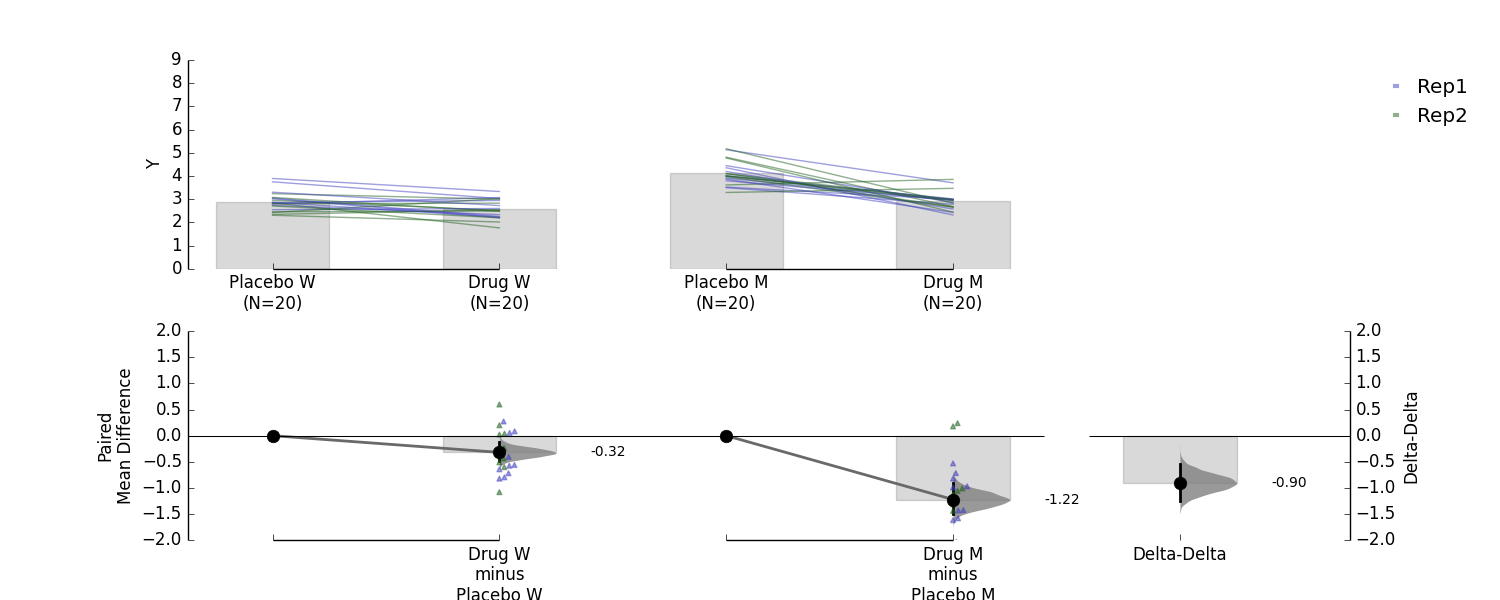 9
8
7
6
5
4
3
2
1
0
Y
Placebo W
(N=20)
Drug W
(N=20)
Placebo M
(N=20)
Drug M
(N=20)
Rep1
Rep2
2.0
1.5
1.0
0.5
0.0
−0.5
−1.0
−1.5
−2.0
Paired
Mean Difference
-0.32
-1.22
-0.90
Drug W
minus
Placebo W
Drug M
minus
Placebo M
Delta-Delta
2.0
1.5
1.0
0.5
0.0
−0.5
−1.0
−1.5
−2.0
Delta-Delta